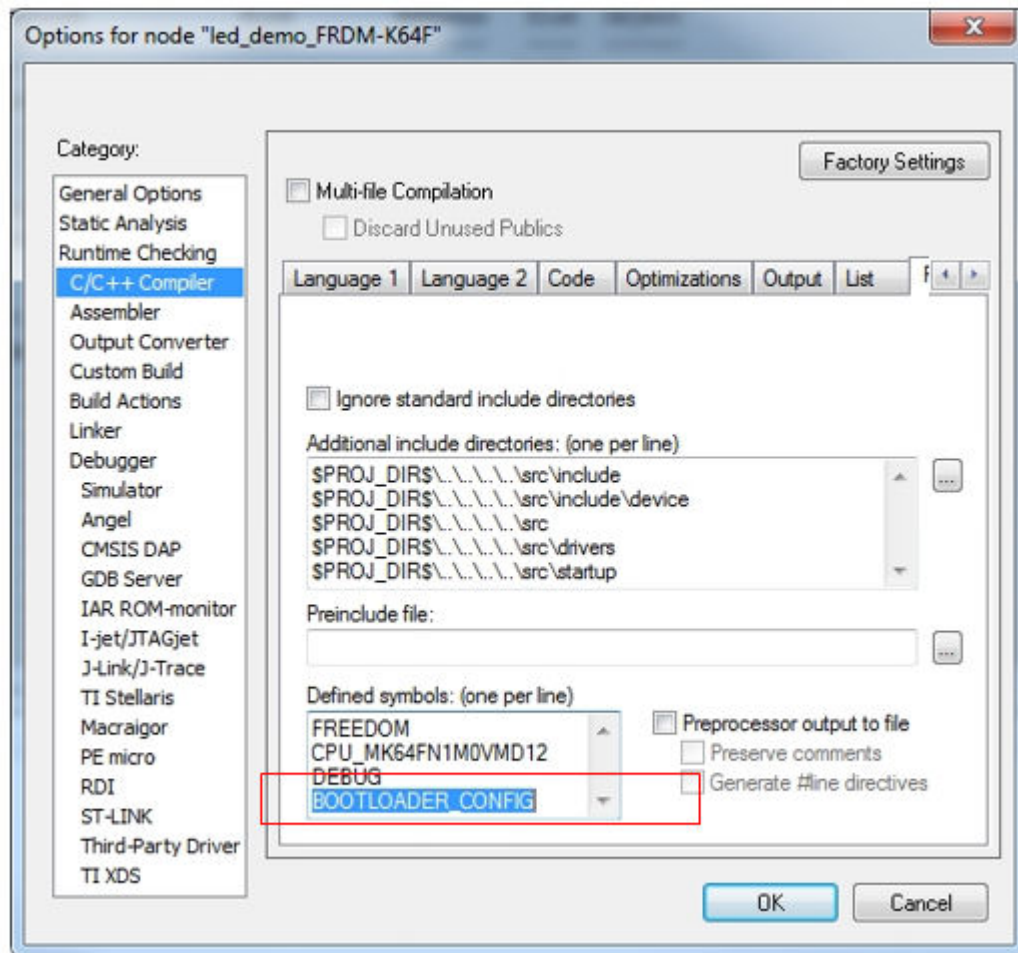 Options for node "led_demo_FRDM-K64F"
Category:
General Options
Static Analysis
Runtime Checking
C/C++ Compiler
Assembler
Output Converter
Custom Build
Build Actions
Linker
Debugger
Simulator
Angel
CMSIS DAP
GDB Server
IAR ROM-monitor
I-jet/JTAGjet
J-Link/J-Trace
TI Stellaris
Macraigor
PE micro
RDI
ST-LINK
Third-Party Driver
TI XDS
Factory Settings
Multi-file Compilation
Discard Unused Publics
Language 1 Language 2 Code Optimizations Output List
Ignore standard include directories
Additional include directories: (one per line)
$PROJ_DIR$\..\..\..\..\src\include
$PROJ_DIR$\..\..\..\..\src\include\device
$PROJ_DIR$\..\..\..\..\src
$PROJ_DIR$\..\..\..\..\src\drivers
$PROJ_DIR$\..\..\..\..\src\startup
...
Preinclude file:
...
Defined symbols: (one per line)
FREEDOM
CPU_MK64FN1M0VMD12
DEBUG
BOOTLOADER_CONFIG
Preprocessor output to file
Preserve comments
Generate #line directives
OK Cancel